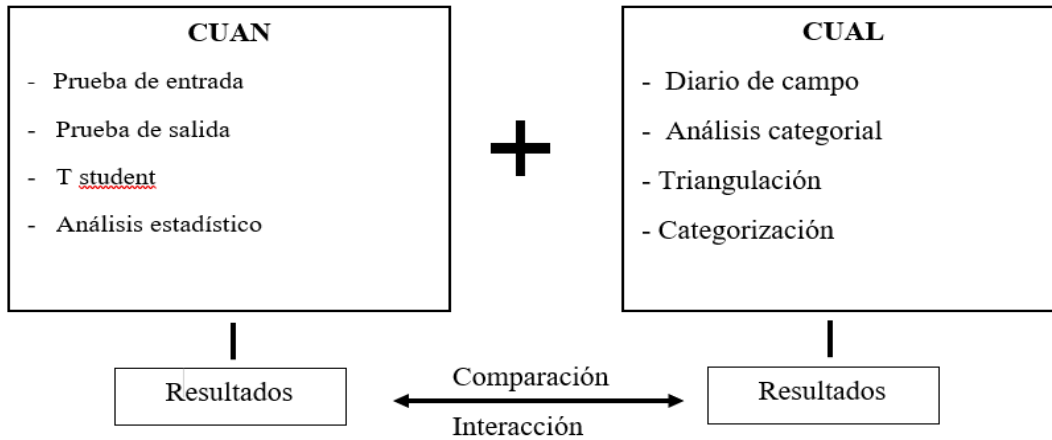 CUAN
- Prueba de entrada
- Prueba de salida
- T student
- Análisis estadístico
+
CUAL
- Diario de campo
- Análisis categorial
- Triangulación
- Categorización
Resultados
Comparación
Interacción
Resultados